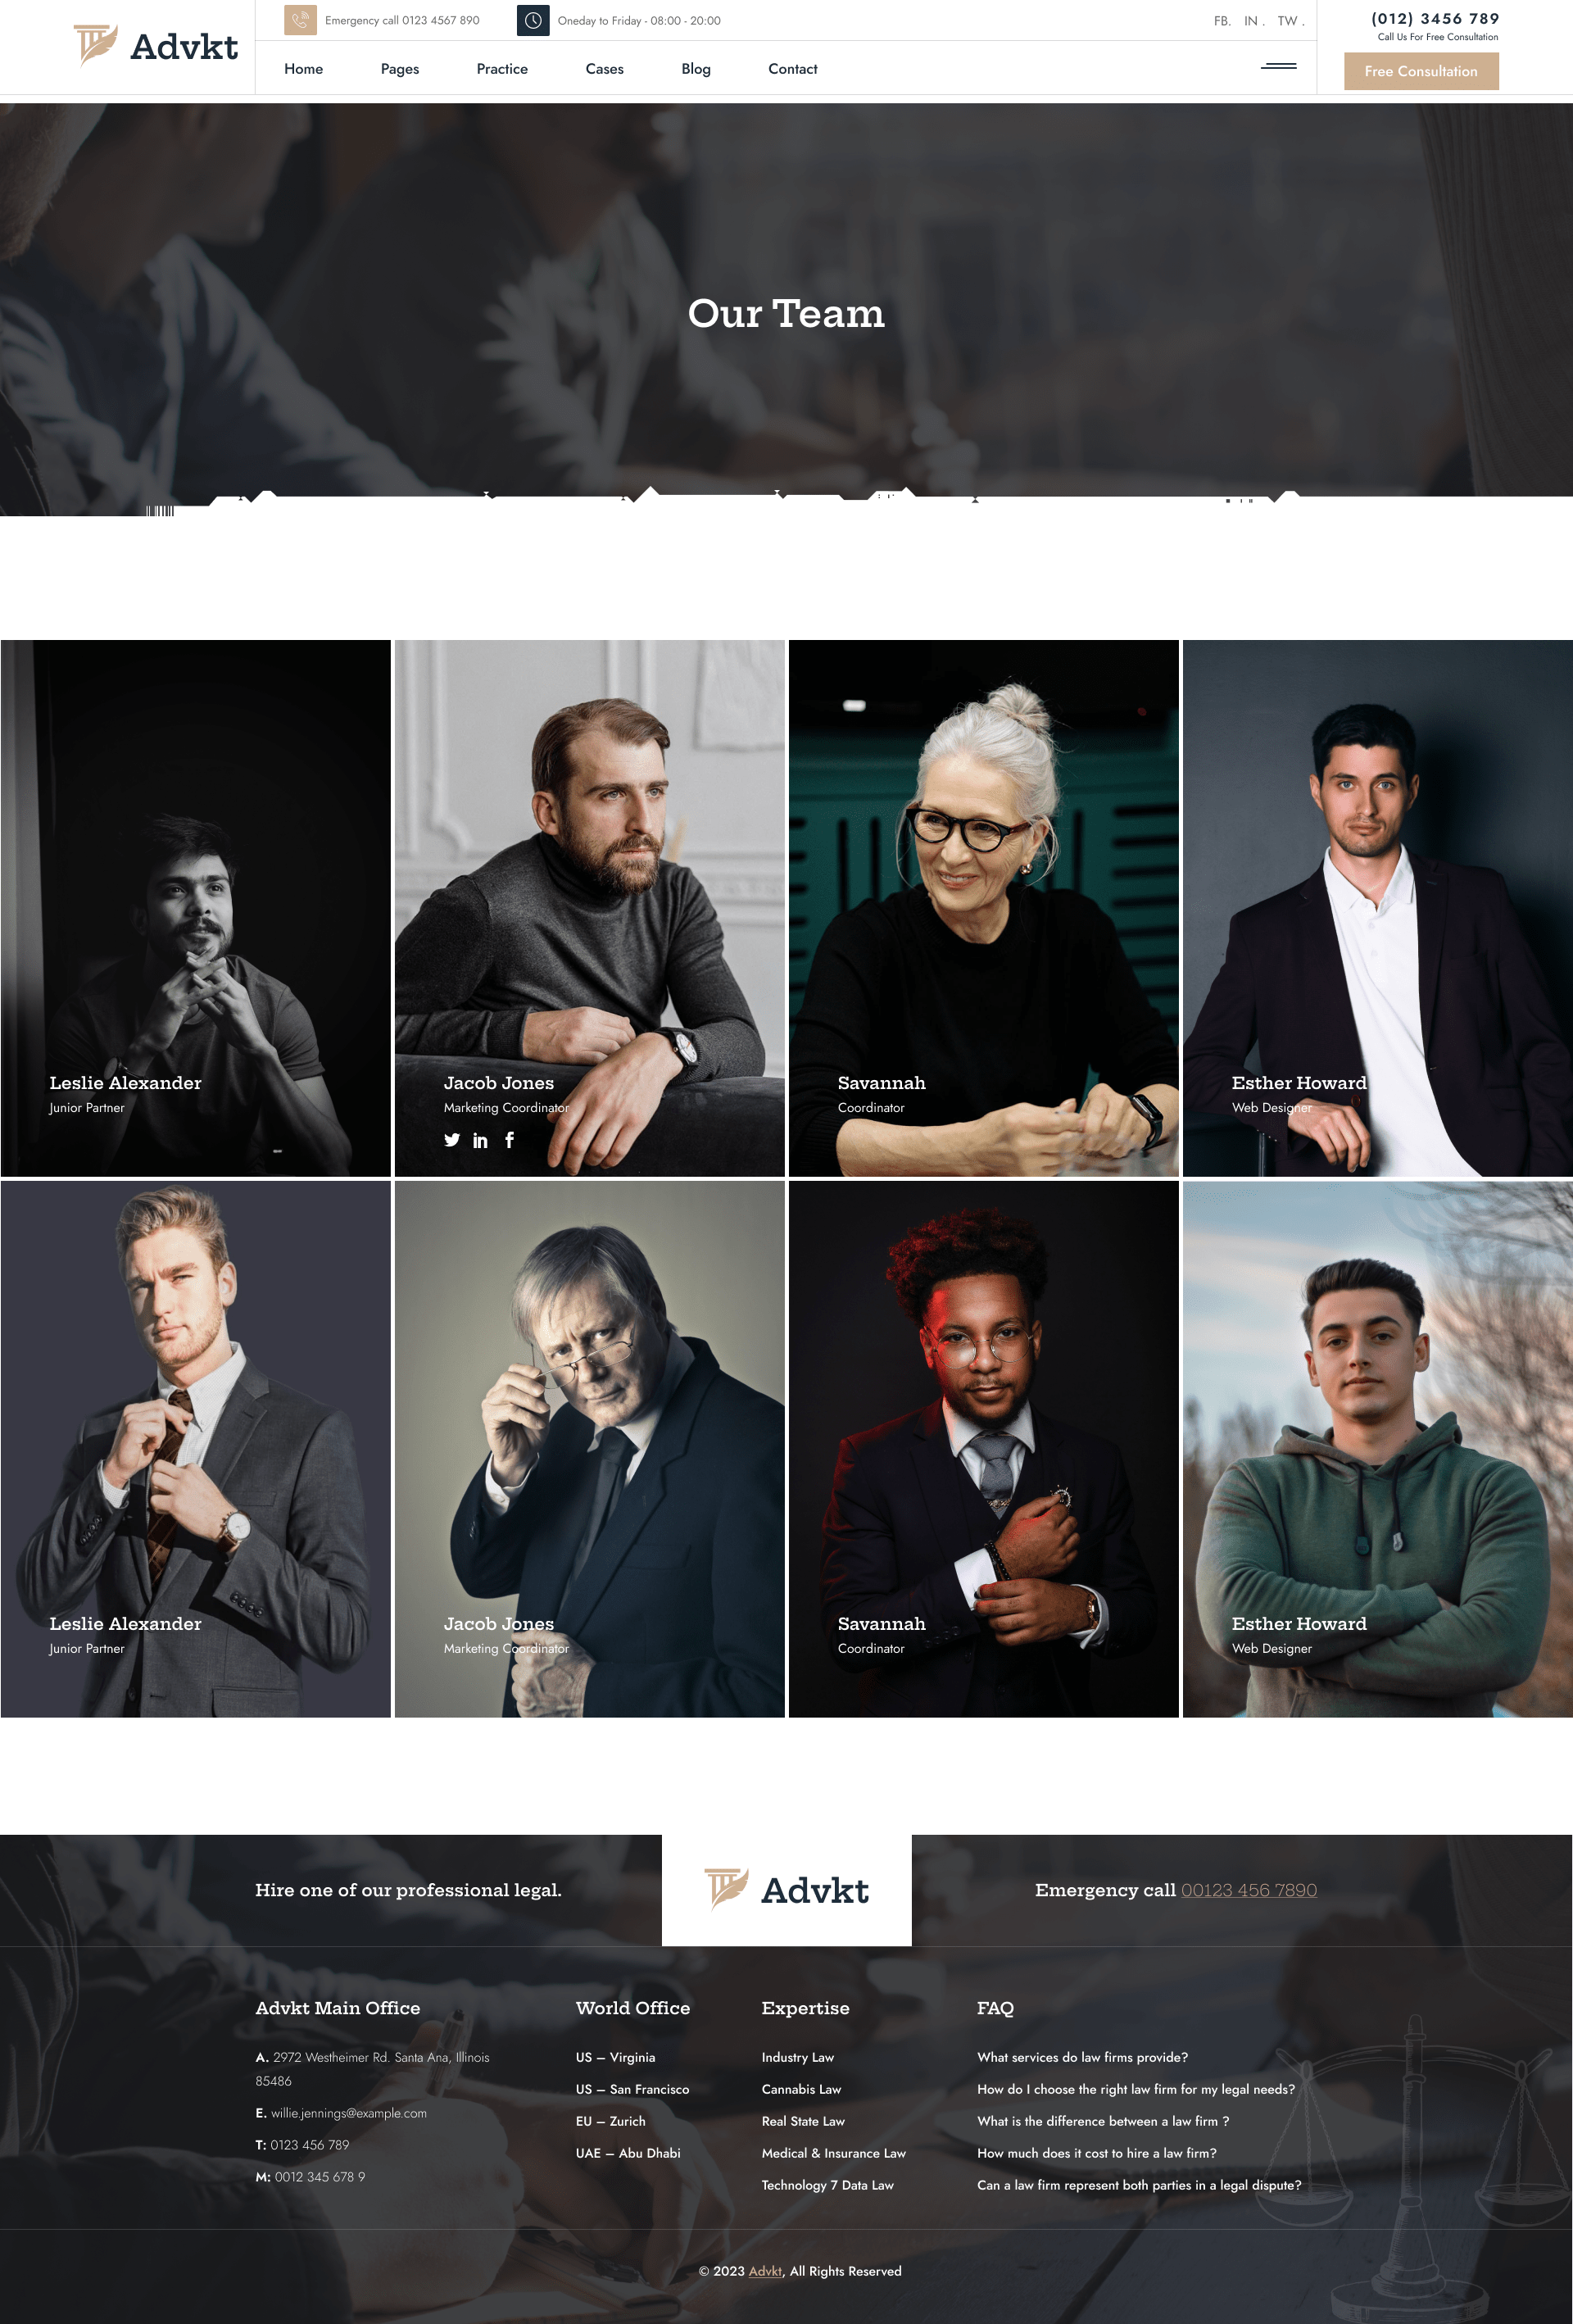 Advkt
Emergency call 0123 4567 890
Oneday to Friday - 08:00 - 20:00
FB. IN . TW .
(012) 3456 789
Call Us For Free Consultation
Home Pages Practice Cases Blog Contact
Free Consultation
Our Team
Leslie Alexander
Junior Partner
Jacob Jones
Marketing Coordinator
Savannah
Coordinator
Esther Howard
Web Designer
Leslie Alexander
Junior Partner
Jacob Jones
Marketing Coordinator
Savannah
Coordinator
Esther Howard
Web Designer
Hire one of our professional legal.
Advkt
Emergency call 00123 456 7890
Advkt Main Office
A. 2972 Westheimer Rd. Santa Ana, Illinois
85486
E. willie.jennings@example.com
T: 0123 456 789
M: 0012 345 678 9
World Office
US – Virginia
US – San Francisco
EU – Zurich
UAE – Abu Dhabi
Expertise
Industry Law
Cannabis Law
Real State Law
Medical & Insurance Law
Technology 7 Data Law
FAQ
What services do law firms provide?
How do I choose the right law firm for my legal needs?
What is the difference between a law firm ?
How much does it cost to hire a law firm?
Can a law firm represent both parties in a legal dispute?
© 2023 Advkt, All Rights Reserved